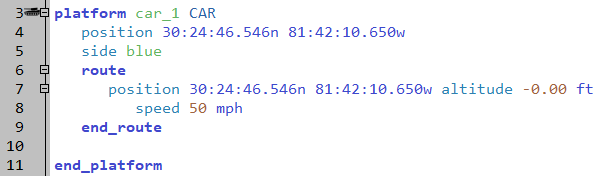 3 platform car_1 CAR
4 position 30:24:46.546n 81:42:10.650w
5 side blue
6 route
7 position 30:24:46.546n 81:42:10.650w altitude -0.00 ft
8 speed 50 mph
9 end_route
10
11 end_platform